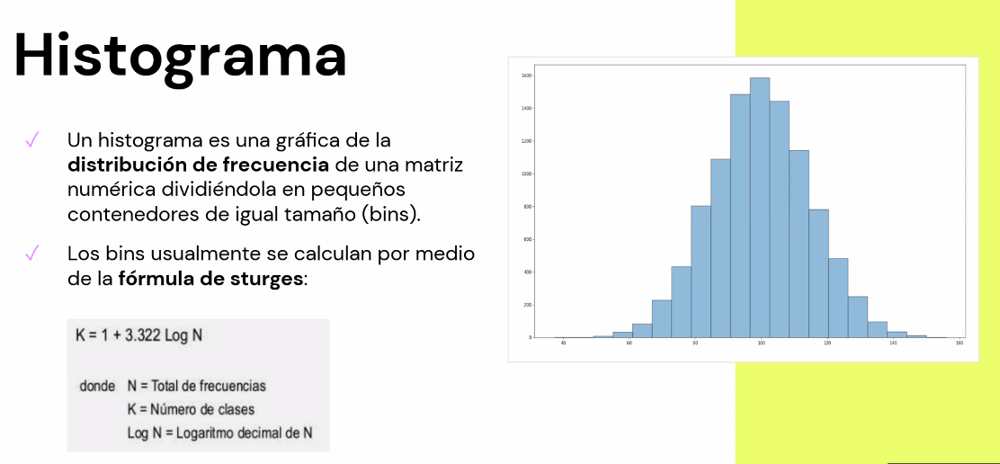 Histograma
✓ Un histograma es una gráfica de la
distribución de frecuencia de una matriz
numérica dividiéndola en pequeños
contenedores de igual tamaño (bins).
✓ Los bins usualmente se calculan por medio
de la fórmula de sturges:
K = 1 + 3.322 Log N
donde N = Total de frecuencias
K = Número de clases
Log N = Logaritmo decimal de N
1600
1400
1200
1000
800
600
400
200
0
40 60 80 100 120 140 160